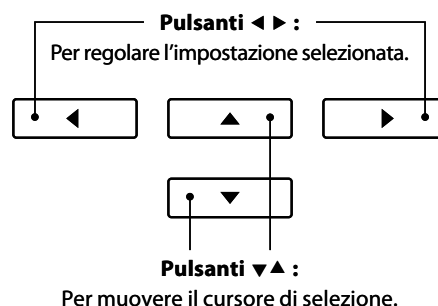 Pulsanti ◀ ▶ :
Per regolare l’impostazione selezionata.
◀ ▲ ▶
▼
Pulsanti ▼▲ :
Per muovere il cursore di selezione.